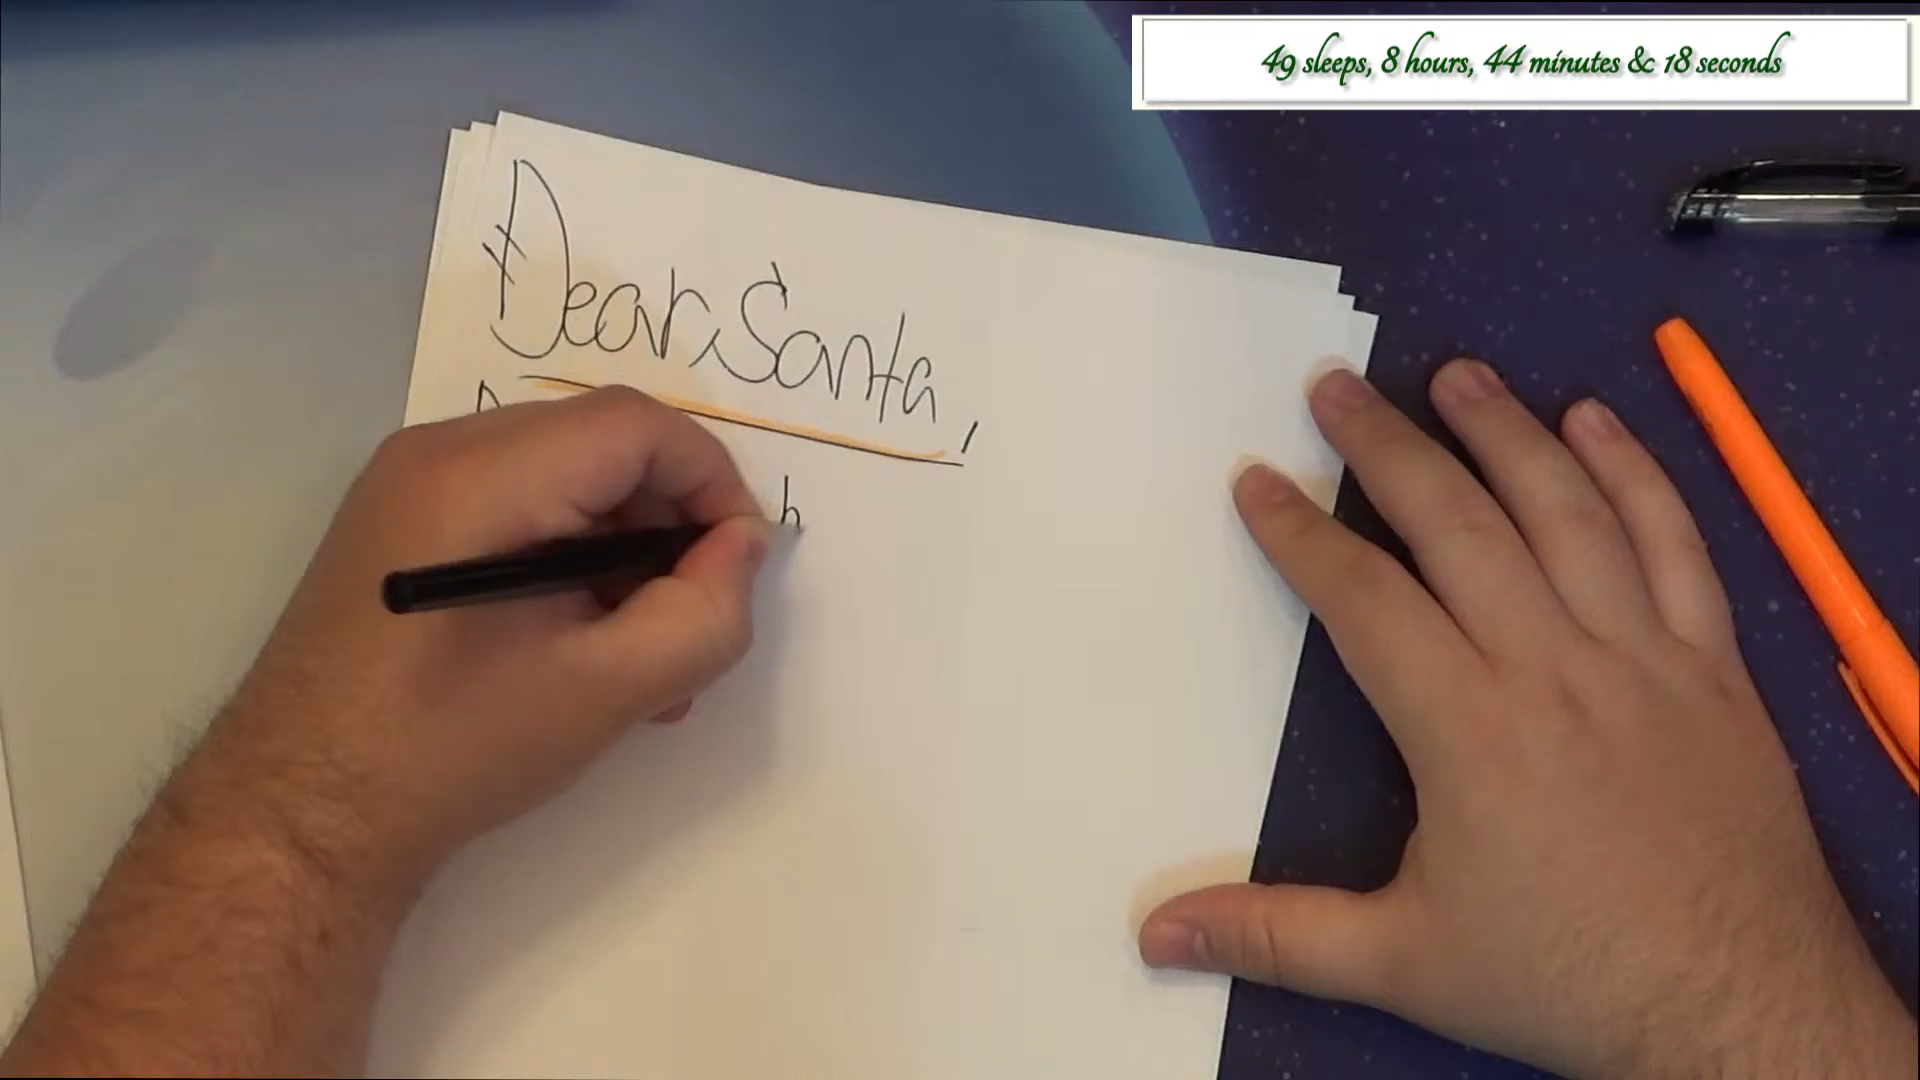 49 sleeps, 8 hours, 44 minutes & 18 seconds
Dear Santa,
h